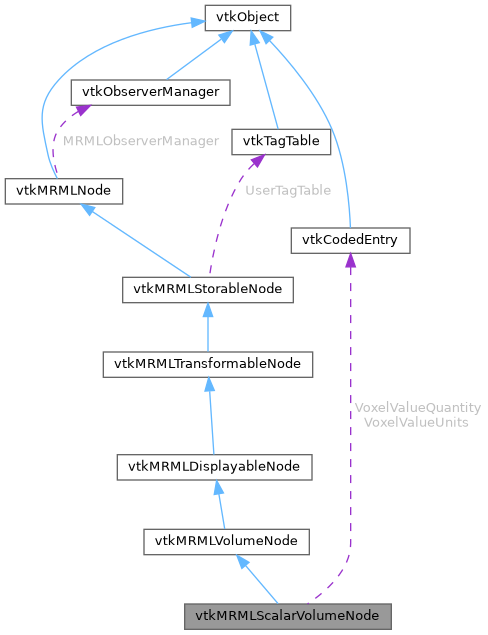 vtkObject
vtkObserverManager
vtkTagTable
MRMLObserverManager
vtkMRMLNode
UserTagTable
vtkCodedEntry
vtkMRMLStorableNode
vtkMRMLTransformableNode
VoxelValueQuantity
VoxelValueUnits
vtkMRMLDisplayableNode
vtkMRMLVolumeNode
vtkMRMLScalarVolumeNode